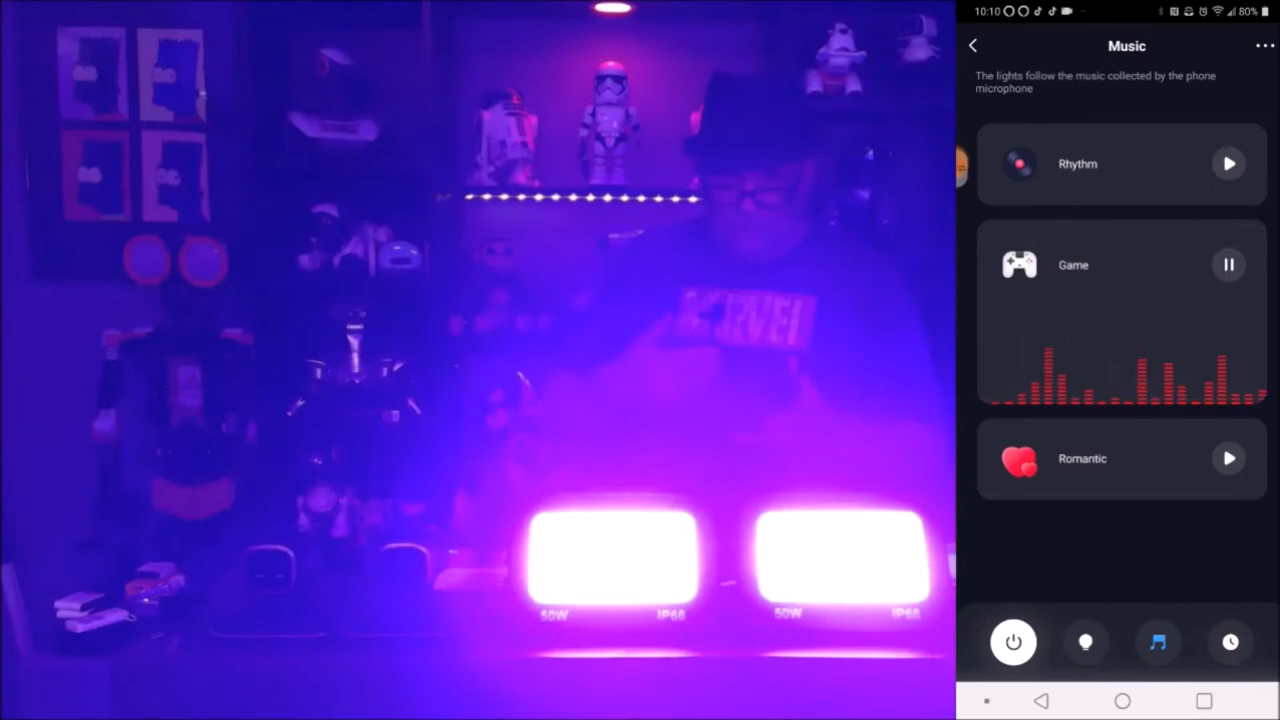 10:10
80%
Music
The lights follow the music collected by the phone
microphone
Rhythm
Game
Romantic
MARVEL
50W IP66
50W IP66